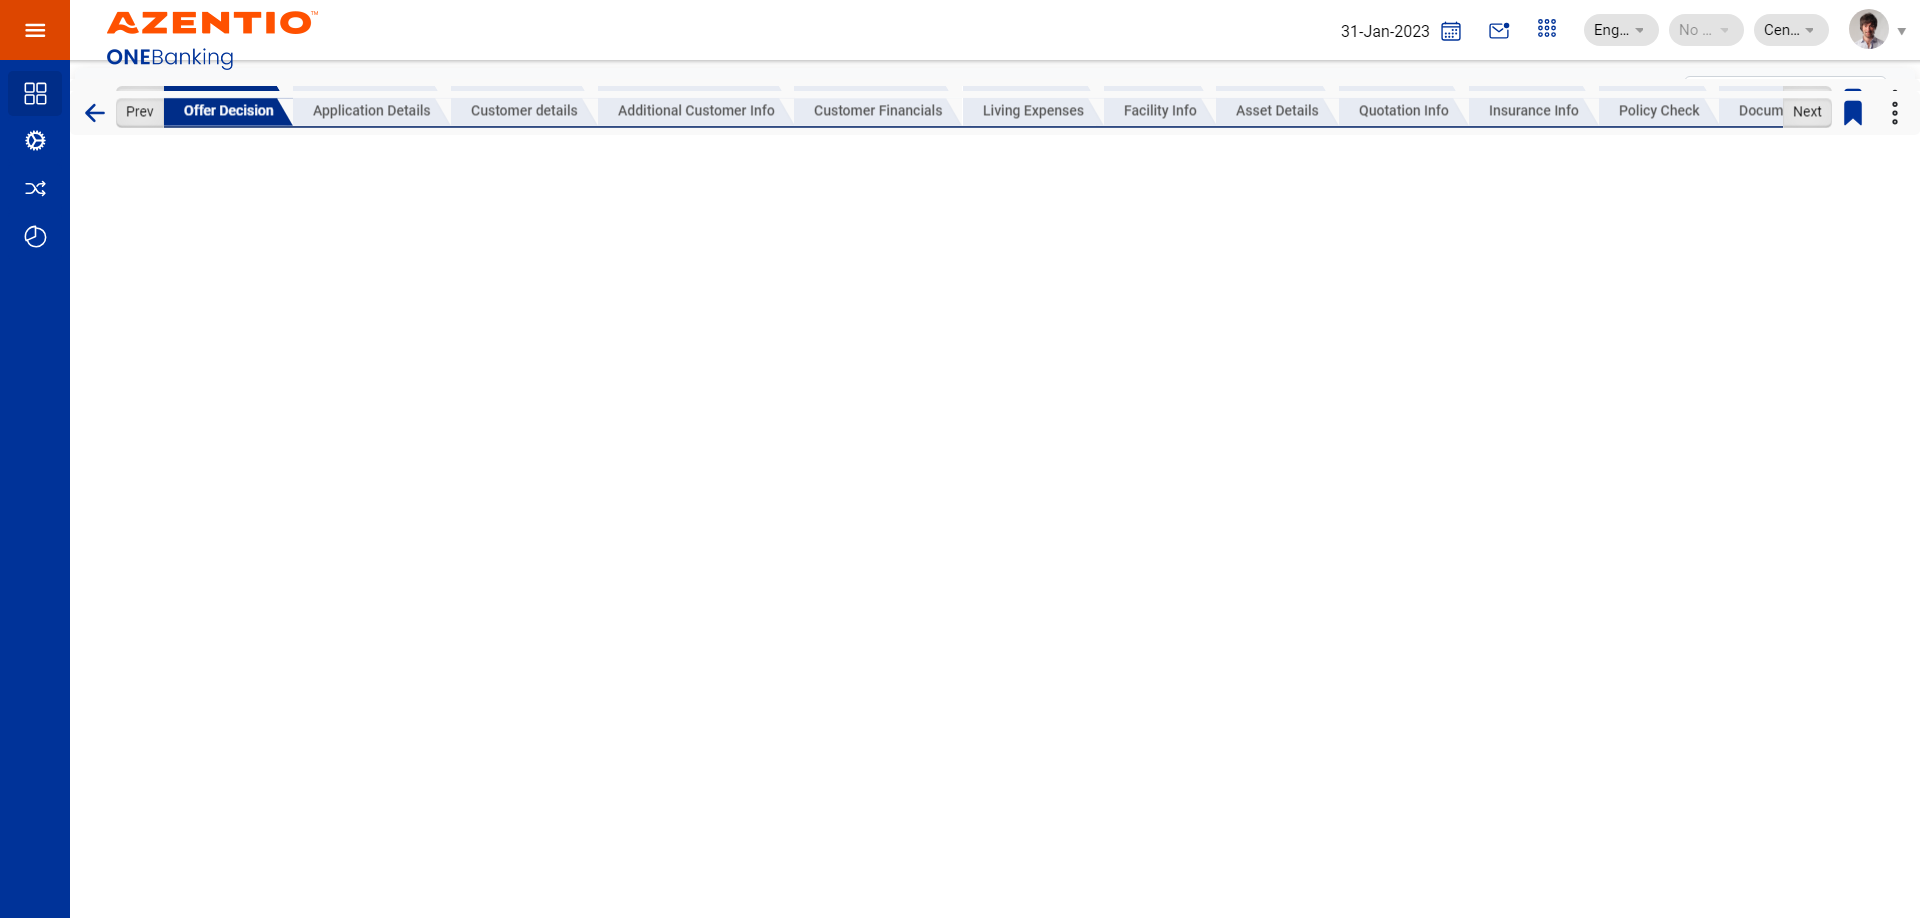 AZENTIO™
ONEBanking
31-Jan-2023
Eng...
No ...
Cen...
Prev
Offer Decision
Application Details
Customer details
Additional Customer Info
Customer Financials
Living Expenses
Facility Info
Asset Details
Quotation Info
Insurance Info
Policy Check
Docum
Next